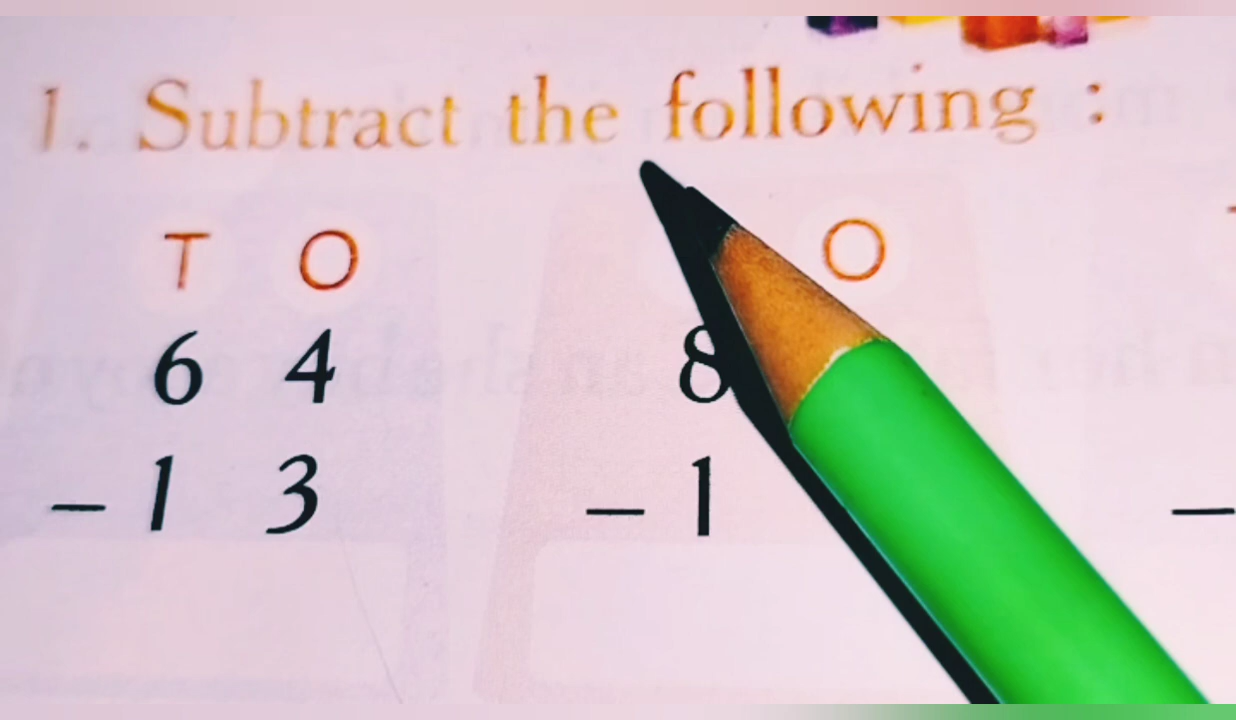 1. Subtract the following :
T O O
6 4 8
– 1 3 – 1 –